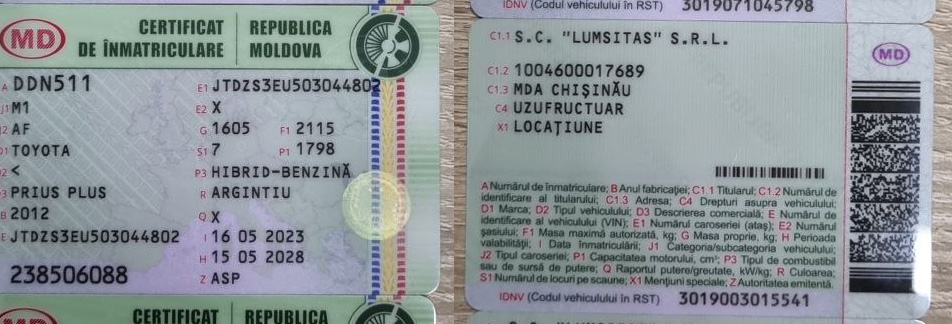 MD
CERTIFICAT
DE ÎNMATRICULARE
REPUBLICA
MOLDOVA
A DDN511
E1 JTDZS3EU503044802
J1 M1
E2 X
J2 AF
G 1605 F1 2115
D1 TOYOTA
S1 7 P1 1798
D2 <
P3 HIBRID-BENZINĂ
D3 PRIUS PLUS
R ARGINTIU
B 2012
Q X
E JTDZS3EU503044802
I 16 05 2023
H 15 05 2028
238506088
Z ASP
CERTIFICAT
REPUBLICA
IDNV (Codul vehiculului în RST) 3019071045798
C1.1 S.C. "LUMSITAS" S.R.L.
MD
C1.2 1004600017689
C1.3 MDA CHIȘINĂU
C4 UZUFRUCTUAR
X1 LOCAȚIUNE
A Numărul de înmatriculare; B Anul fabricației; C1.1 Titularul; C1.2 Numărul de
identificare al titularului; C1.3 Adresa; C4 Drepturi asupra vehiculului;
D1 Marca; D2 Tipul vehiculului; D3 Descrierea comercială; E Numărul de
identificare al vehiculului (VIN); E1 Numărul caroseriei (ataș); E2 Numărul
șasiului; F1 Masa maximă autorizată, kg; G Masa proprie, kg; H Perioada
valabilității; I Data înmatriculării; J1 Categoria/subcategoria vehiculului;
J2 Tipul caroseriei; P1 Capacitatea motorului, cm³; P3 Tipul de combustibil
sau de sursă de putere; Q Raportul putere/greutate, kW/kg; R Culoarea;
S1 Numărul de locuri pe scaune; X1 Mențiuni speciale; Z Autoritatea emitentă.
IDNV (Codul vehiculului în RST) 3019003015541